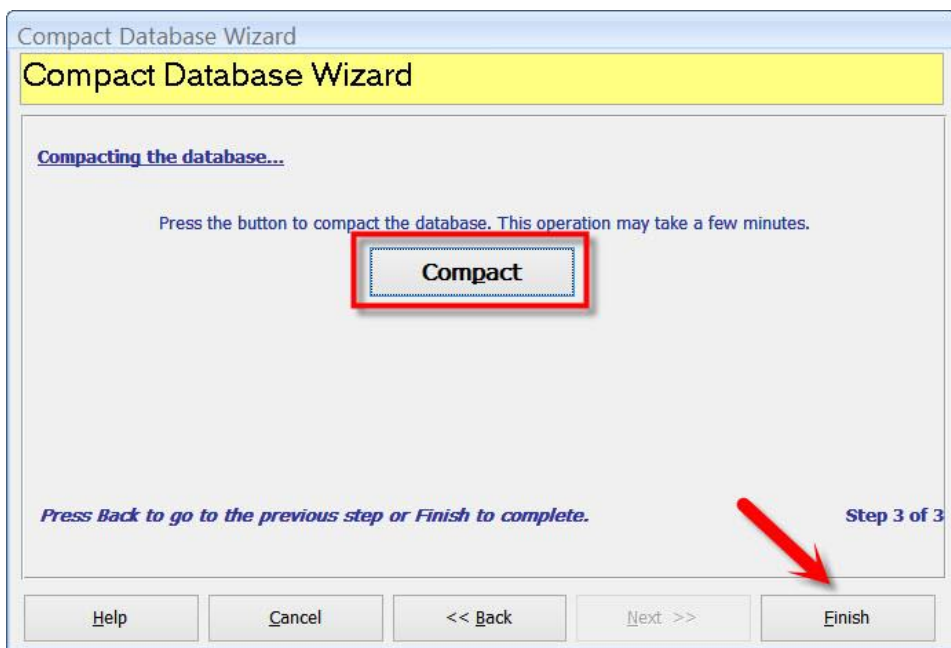 Compact Database Wizard
Compact Database Wizard
Compacting the database...
Press the button to compact the database. This operation may take a few minutes.
Compact
Press Back to go to the previous step or Finish to complete.
Step 3 of 3
Help
Cancel
<< Back
Next >>
Finish